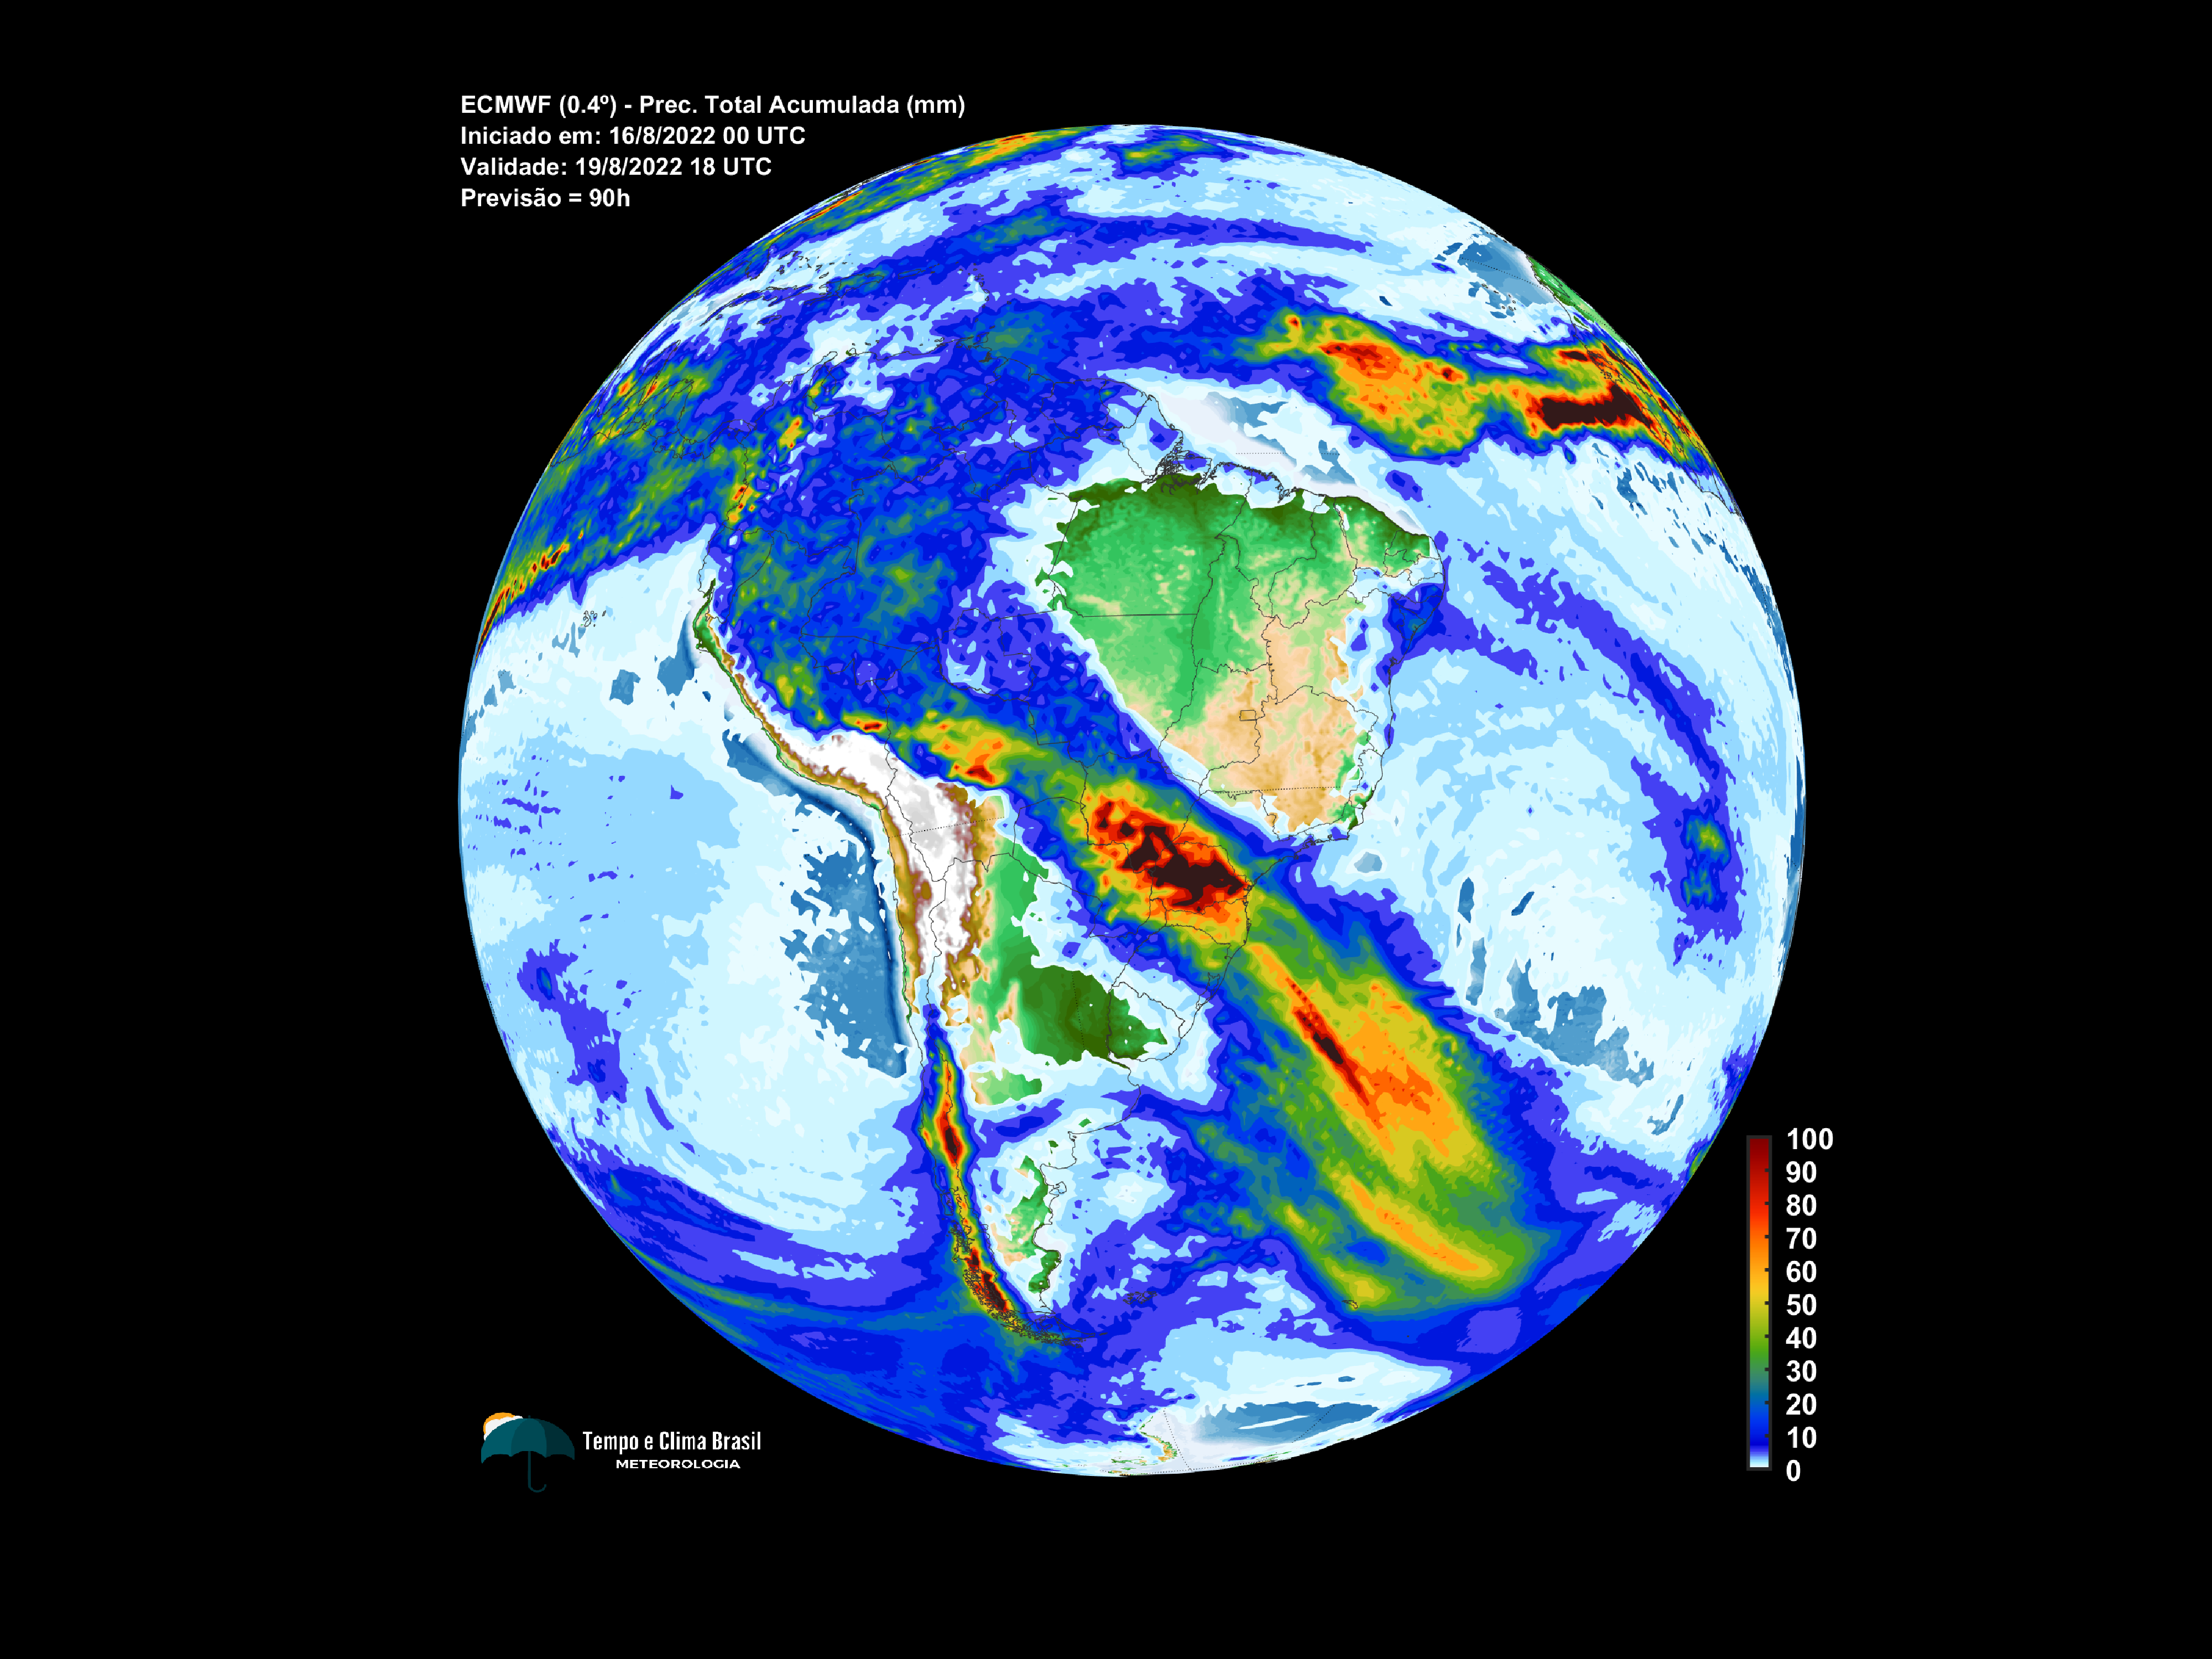 ECMWF (0.4º) - Prec. Total Acumulada (mm)
Iniciado em: 16/8/2022 00 UTC
Validade: 19/8/2022 18 UTC
Previsão = 90h
100
90
80
70
60
50
40
30
20
10
0
Tempo e Clima Brasil
METEOROLOGIA